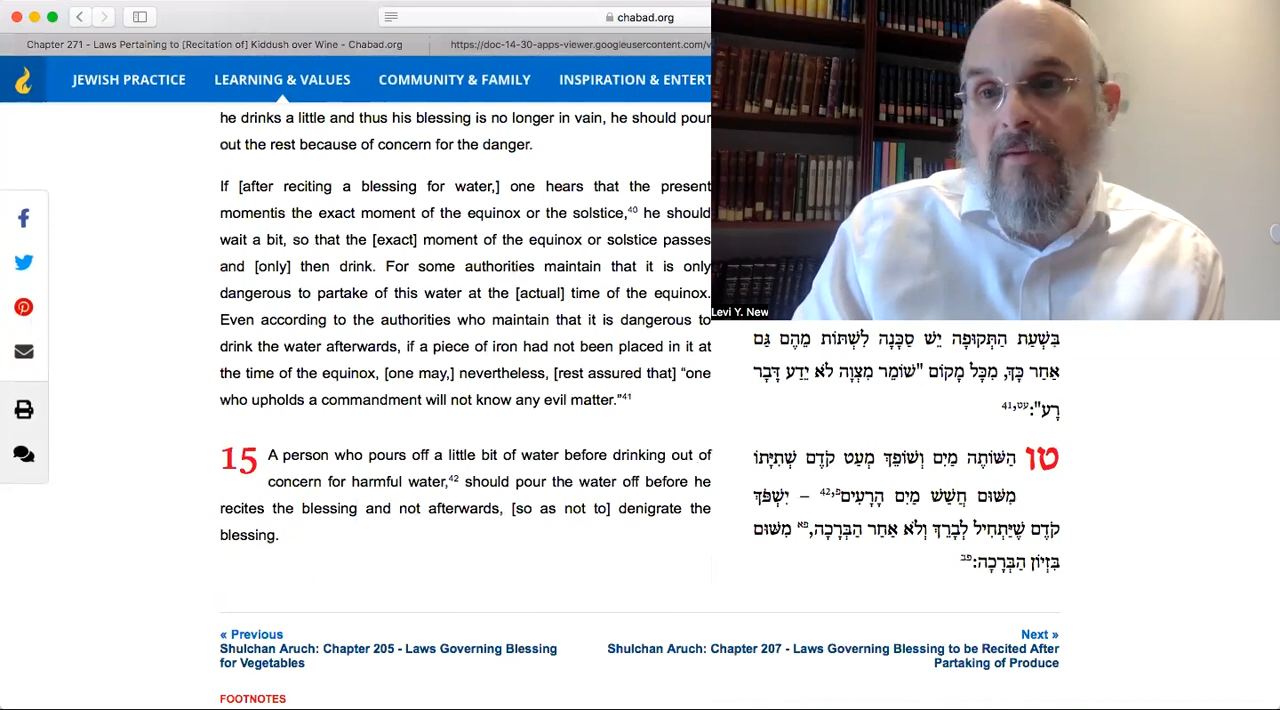 chabad.org
Chapter 271 - Laws Pertaining to [Recitation of] Kiddush over Wine - Chabad.org
https://doc-14-30-apps-viewer.googleusercontent.com/v
JEWISH PRACTICE
LEARNING & VALUES
COMMUNITY & FAMILY
INSPIRATION & ENTERT
he drinks a little and thus his blessing is no longer in vain, he should pour
out the rest because of concern for the danger.
If [after reciting a blessing for water,] one hears that the present
momentis the exact moment of the equinox or the solstice,40 he should
wait a bit, so that the [exact] moment of the equinox or solstice passes
and [only] then drink. For some authorities maintain that it is only
dangerous to partake of this water at the [actual] time of the equinox.
Even according to the authorities who maintain that it is dangerous to
drink the water afterwards, if a piece of iron had not been placed in it at
the time of the equinox, [one may,] nevertheless, [rest assured that] “one
who upholds a commandment will not know any evil matter.”41
15 A person who pours off a little bit of water before drinking out of
concern for harmful water,42 should pour the water off before he
recites the blessing and not afterwards, [so as not to] denigrate the
blessing.
Levi Y. New
בִּשְׁעַת הַתְּקוּפָה יֵשׁ סַכָּנָה לִשְׁתּוֹת מֵהֶם גַּם
אַחַר כָּךְ, מִכָּל מָקוֹם "שׁוֹמֵר מִצְוָה לֹא יֵדַע דָּבָר
רָע":עט,41
טו הַשּׁוֹתֶה מַיִם וְשׁוֹפֵךְ מְעַט קֹדֶם שְׁתִיָּתוֹ
מִשּׁוּם חֲשַׁשׁ מַיִם הָרָעִיםפ,42 – יִשְׁפֹּךְ
קֹדֶם שֶׁיַּתְחִיל לְבָרֵךְ וְלֹא אַחַר הַבְּרָכָה,פא מִשּׁוּם
בִּזְיוֹן הַבְּרָכָה:פב
« Previous
Shulchan Aruch: Chapter 205 - Laws Governing Blessing
for Vegetables
Next »
Shulchan Aruch: Chapter 207 - Laws Governing Blessing to be Recited After
Partaking of Produce
FOOTNOTES